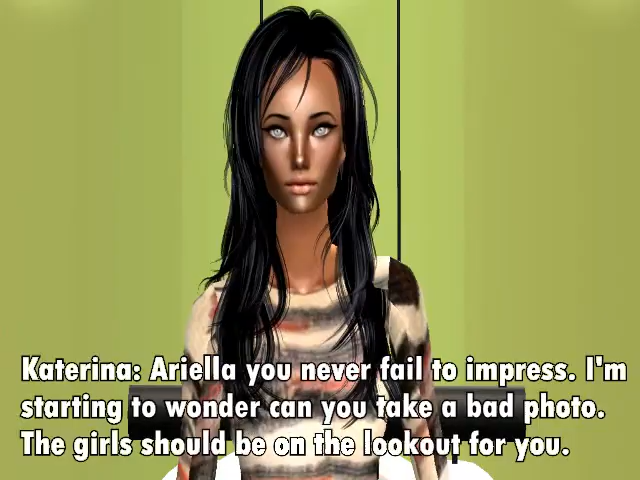 Katerina: Ariella you never fail to impress. I'm
starting to wonder can you take a bad photo.
The girls should be on the lookout for you.